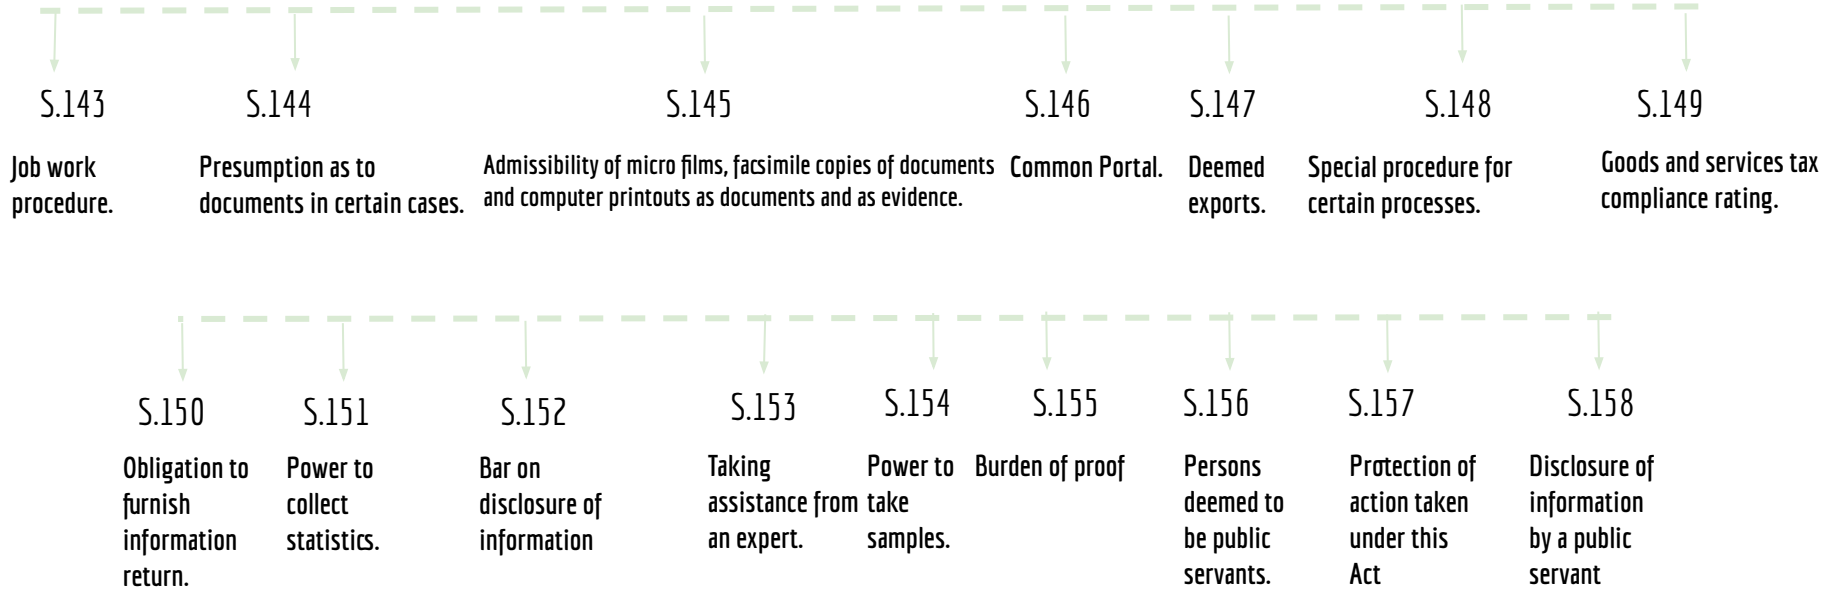 S.143
Job work
procedure.
S.144
Presumption as to
documents in certain cases.
S.145
Admissibility of micro films, facsimile copies of documents
and computer printouts as documents and as evidence.
S.146
Common Portal.
S.147
Deemed
exports.
S.148
Special procedure for
certain processes.
S.149
Goods and services tax
compliance rating.
S.150
Obligation to
furnish
information
return.
S.151
Power to
collect
statistics.
S.152
Bar on
disclosure of
information
S.153
Taking
assistance from
an expert.
S.154
Power to
take
samples.
S.155
Burden of proof
S.156
Persons
deemed to
be public
servants.
S.157
Protection of
action taken
under this
Act
S.158
Disclosure of
information
by a public
servant